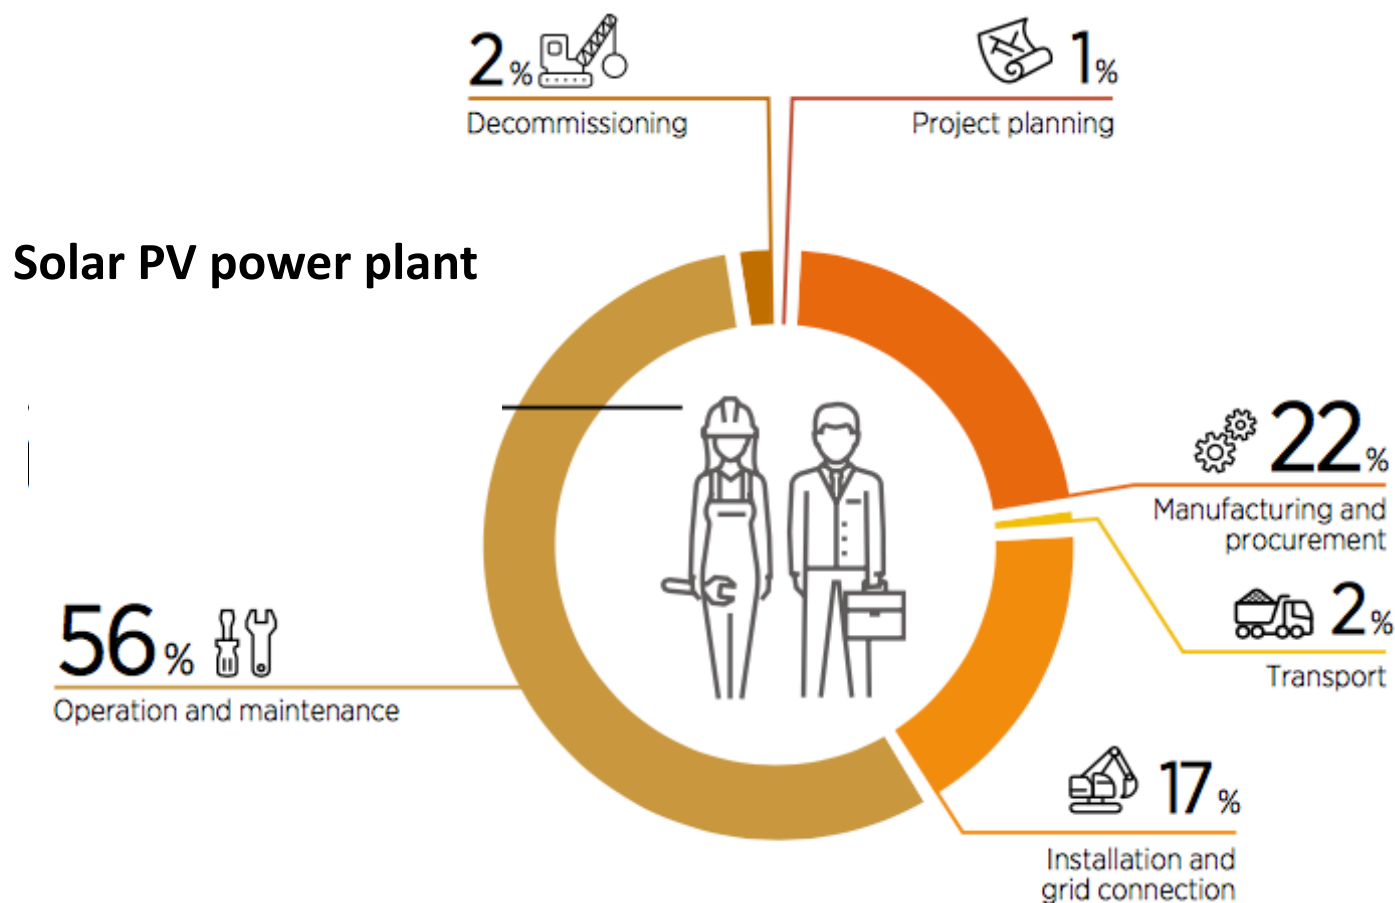 2%
Decommissioning
1%
Project planning
Solar PV power plant
22%
Manufacturing and
procurement
2%
Transport
56%
Operation and maintenance
17%
Installation and
grid connection